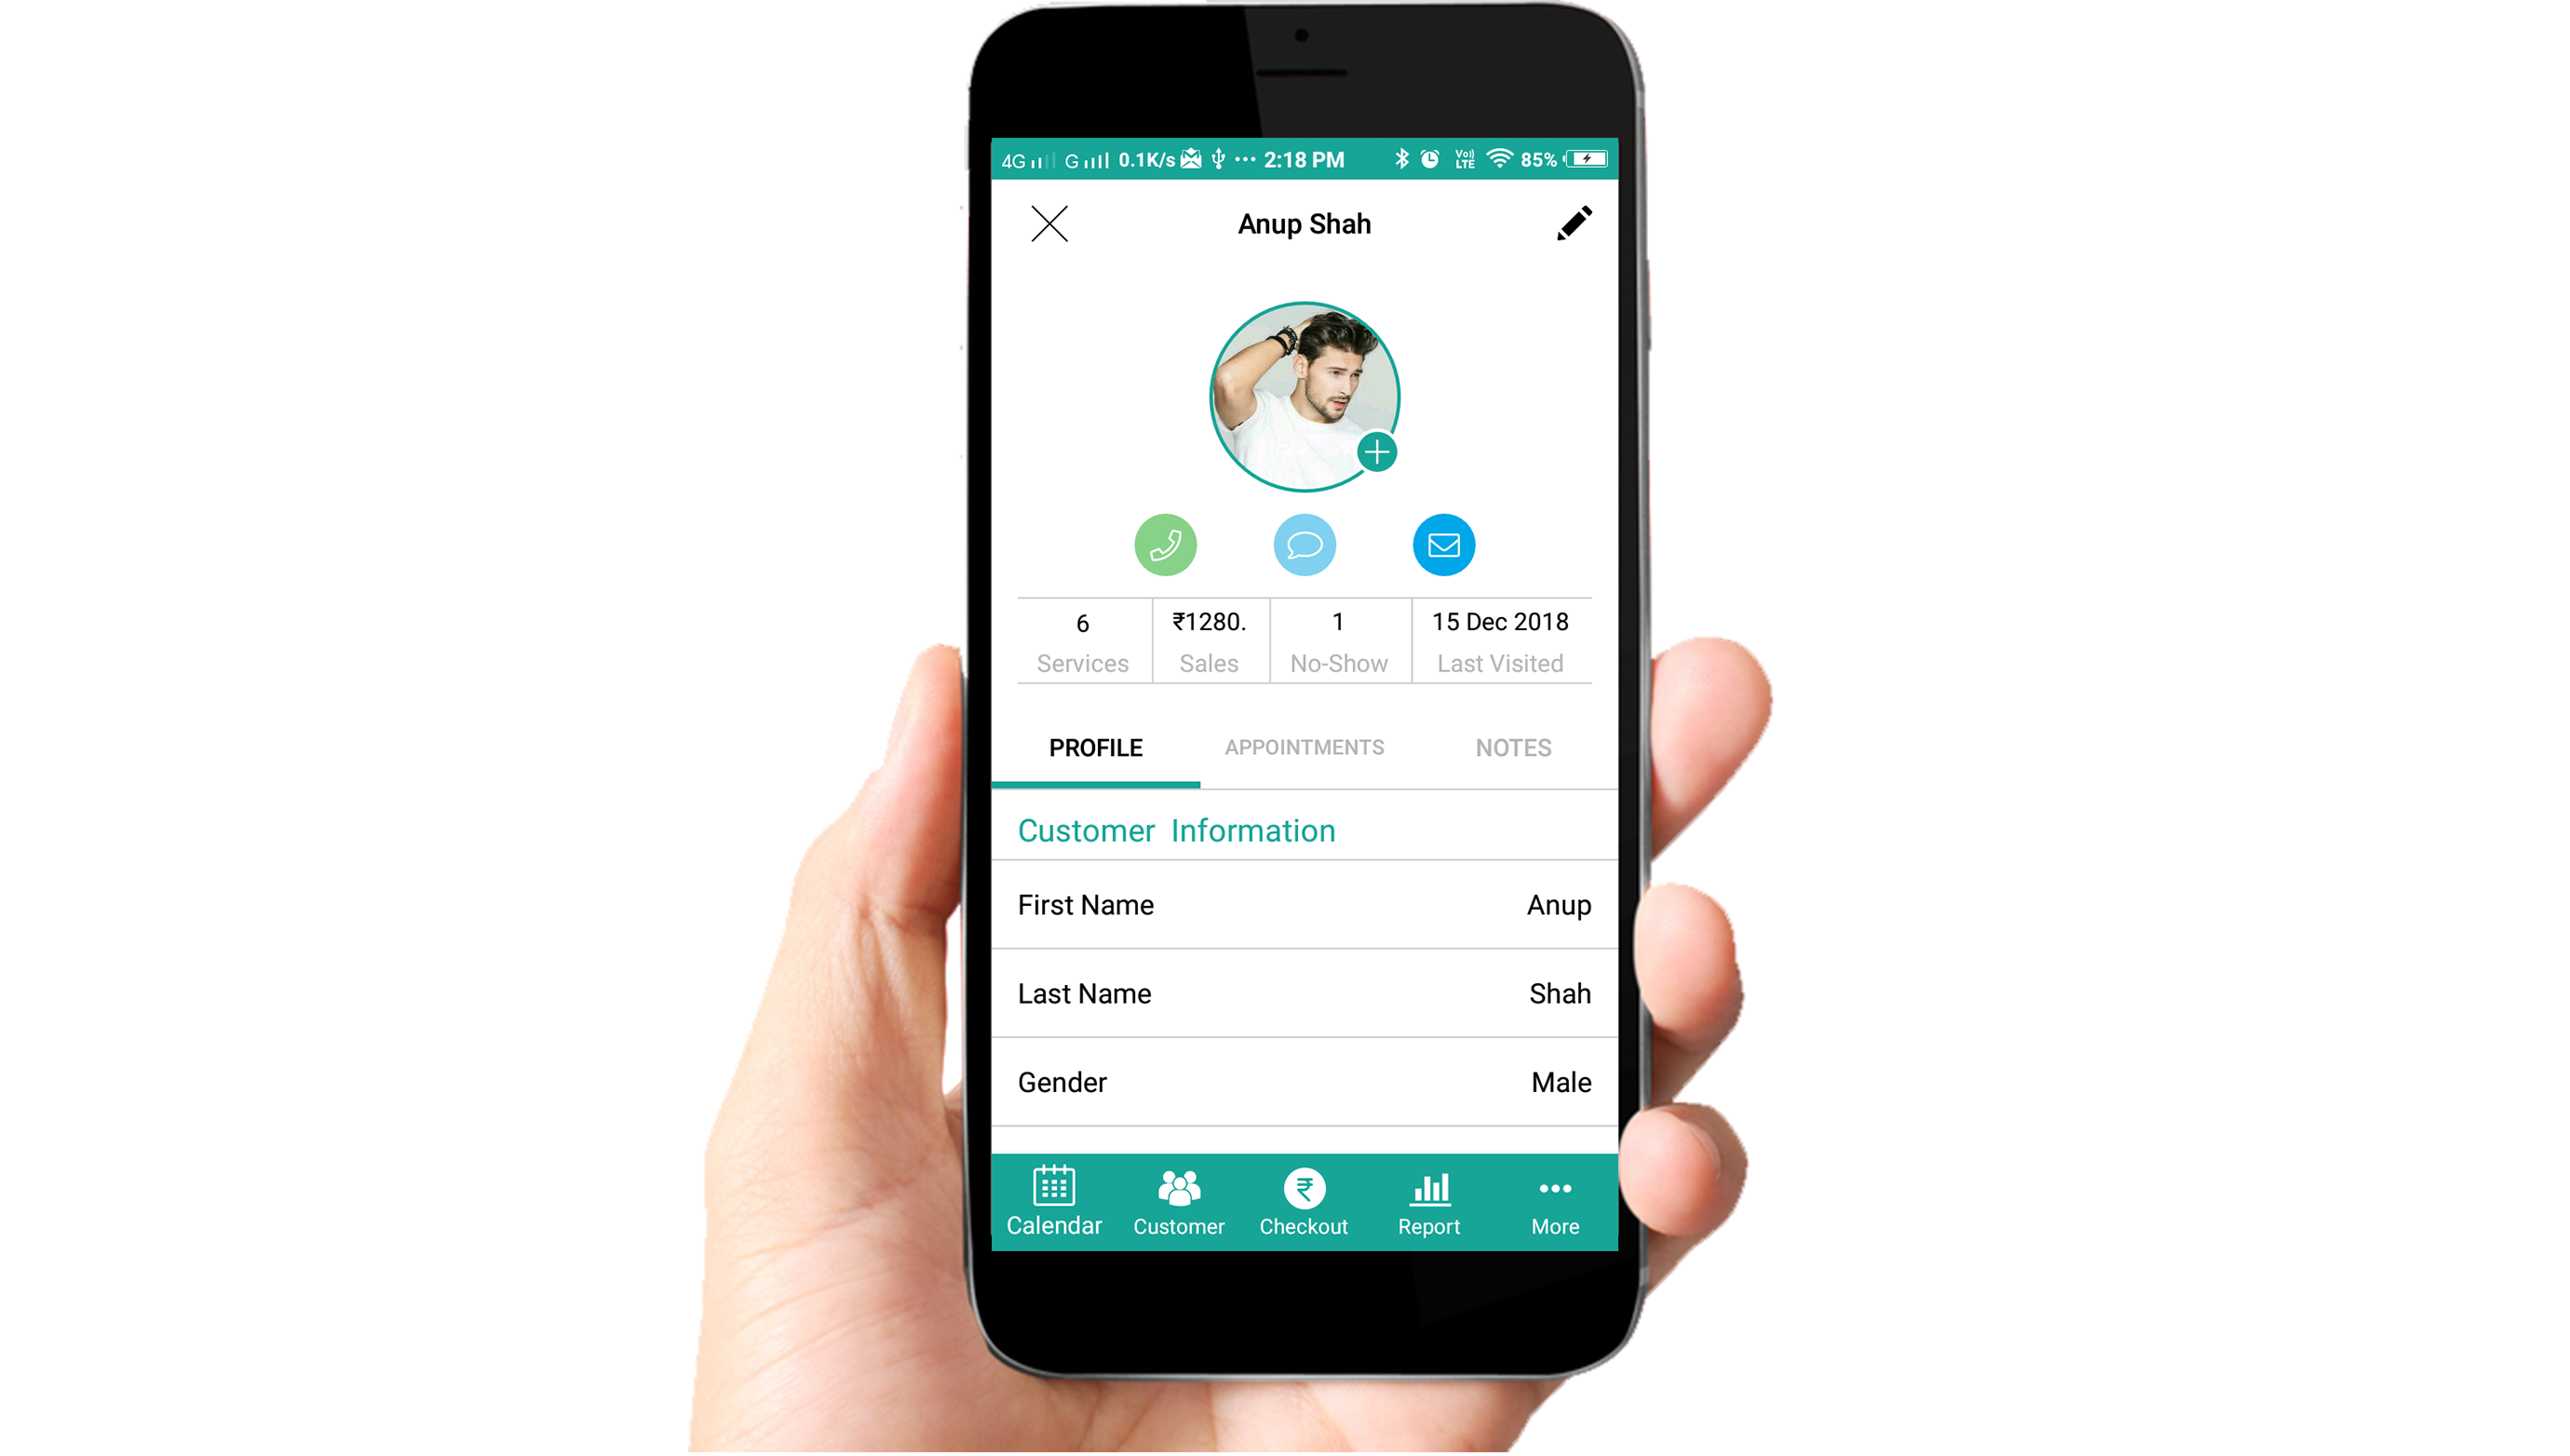 4G G 0.1K/s 2:18 PM Vo)) LTE 85%
Anup Shah
6 ₹1280. 1 15 Dec 2018
Services Sales No-Show Last Visited
PROFILE APPOINTMENTS NOTES
Customer Information
First Name Anup
Last Name Shah
Gender Male
Calendar Customer Checkout Report More